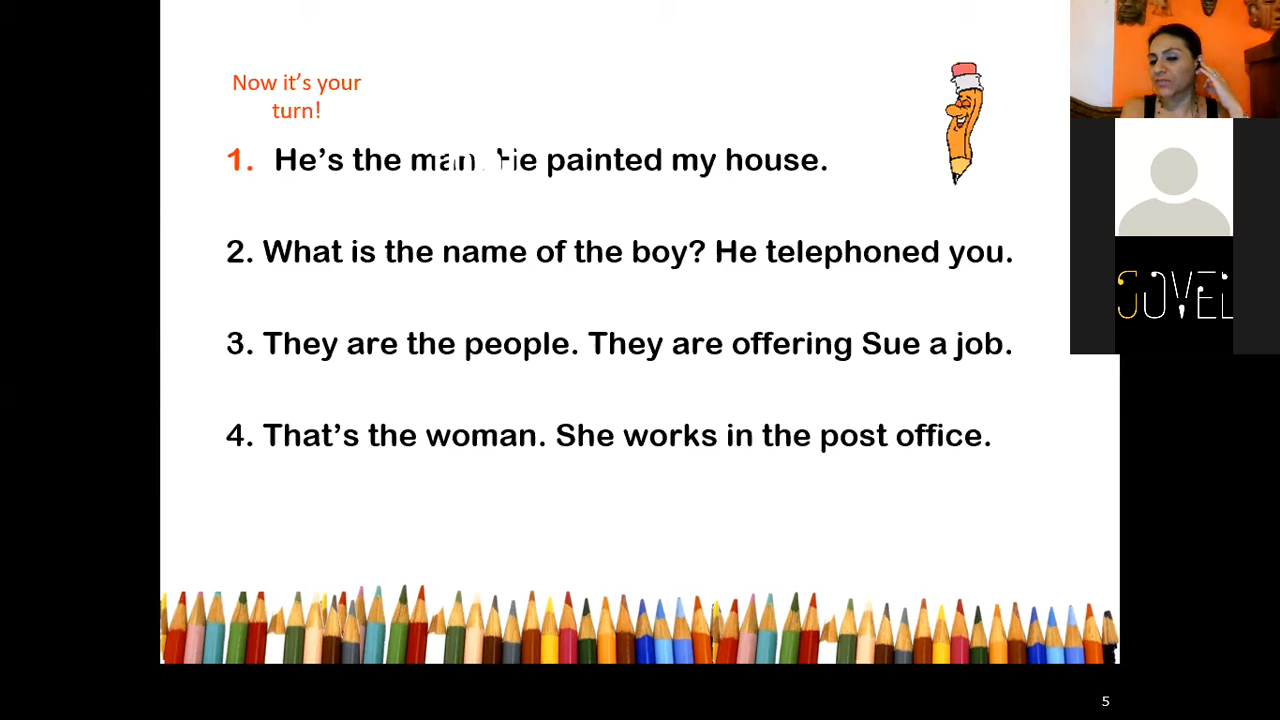 Now it's your
turn!
1. He's the man. He painted my house.
2. What is the name of the boy? He telephoned you.
3. They are the people. They are offering Sue a job.
4. That's the woman. She works in the post office.
JOVEL
5